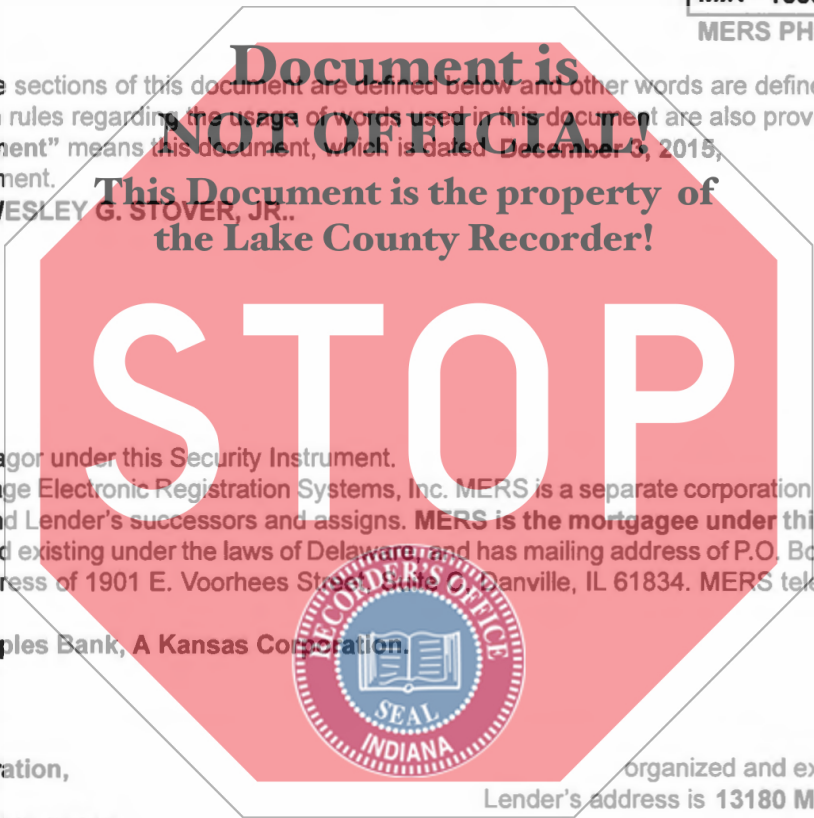 MERS PH
Document is
e sections of this document are defined below and other words are define
n rules regarding the usage of words used in this document are also prov
NOT OFFICIAL!
ment" means this document, which is dated December 3, 2015,
ment.
This Document is the property of
WESLEY G. STOVER, JR..
the Lake County Recorder!
STOP
agor under this Security Instrument.
ge Electronic Registration Systems, Inc. MERS is a separate corporation
nd Lender's successors and assigns. MERS is the mortgagee under thi
d existing under the laws of Delaware, and has mailing address of P.O. Bo
ress of 1901 E. Voorhees Street, Suite C, Danville, IL 61834. MERS tele
ples Bank, A Kansas Corporation.
RECORDER'S OFFICE
SEAL
INDIANA
ation,
organized and ex
Lender's address is 13180 M